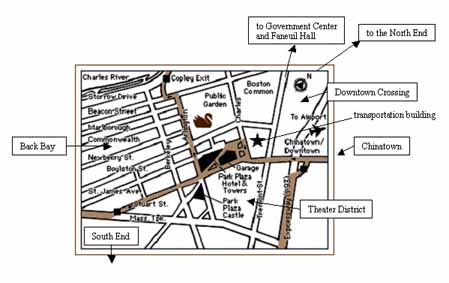 to Government Center
and Faneuil Hall
to the North End
Downtown Crossing
transportation building
Chinatown
Back Bay
Theater District
South End
N
Charles River
Copley Exit
Storrow Drive
Beacon Street
Marlborough
Commonwealth
Newberry St.
Boylston St.
St. James Ave
Stuart St.
Mass. Tpk.
Public
Garden
Boston
Common
Charles
Berkeley
To Airport
Chinatown/
Downtown
Garage
Park Plaza
Hotel &
Towers
Park
Plaza
Castle
Tremont St.
Expressway (I-93)